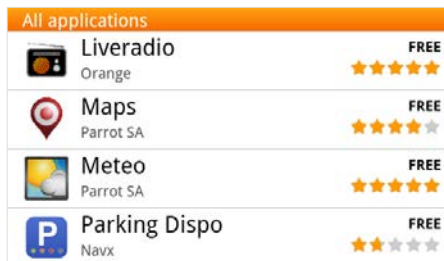 All applications
Liveradio
FREE
Orange
Maps
FREE
Parrot SA
Meteo
FREE
Parrot SA
P
Parking Dispo
FREE
Navx